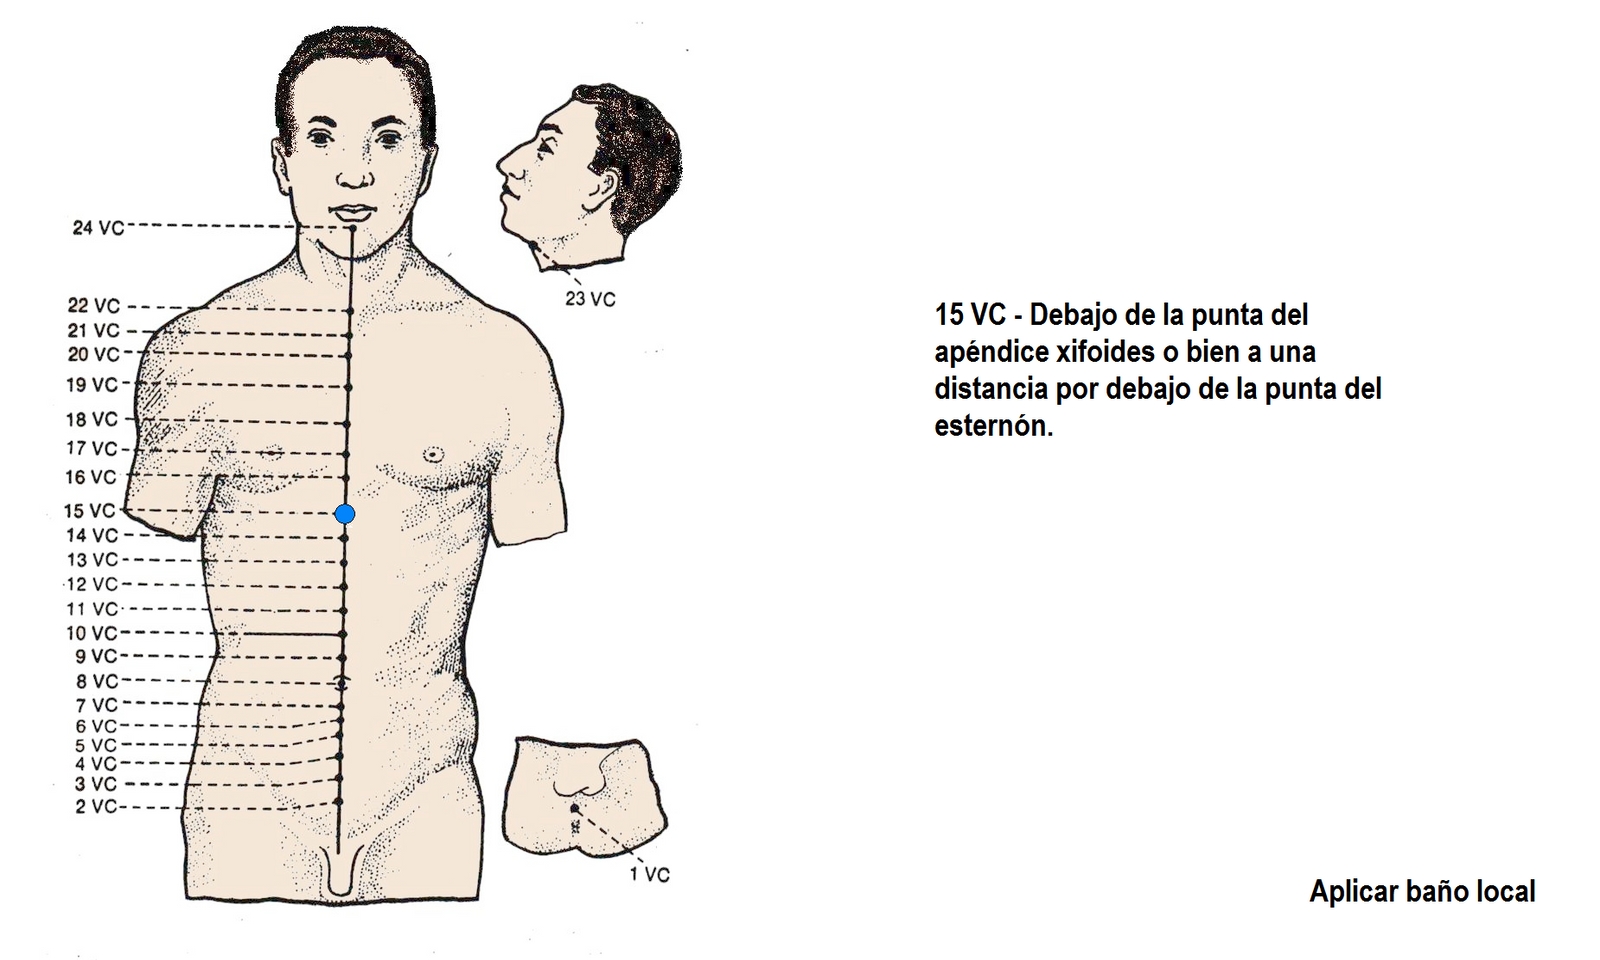 24 VC
22 VC
21 VC
20 VC
19 VC
18 VC
17 VC
16 VC
15 VC
14 VC
13 VC
12 VC
11 VC
10 VC
9 VC
8 VC
7 VC
6 VC
5 VC
4 VC
3 VC
2 VC
23 VC
1 VC
15 VC - Debajo de la punta del
apéndice xifoides o bien a una
distancia por debajo de la punta del
esternón.
Aplicar baño local